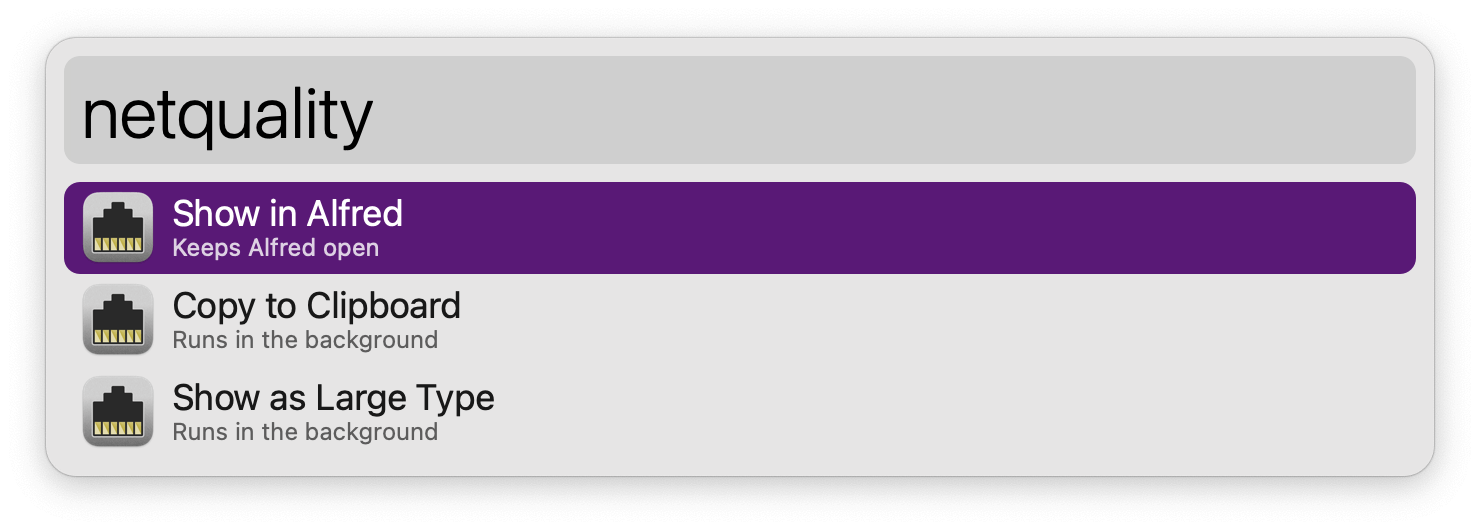 netquality
Show in Alfred
Keeps Alfred open
Copy to Clipboard
Runs in the background
Show as Large Type
Runs in the background